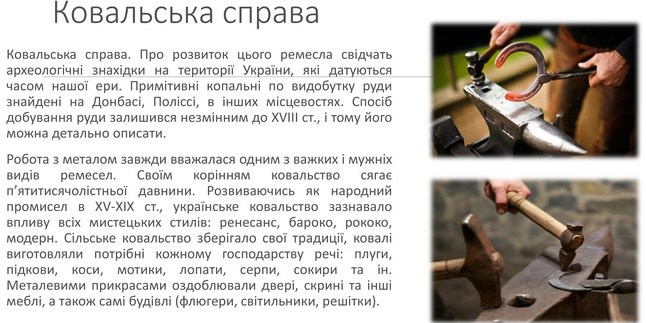 Ковальська справа
Ковальська справа. Про розвиток цього ремесла свідчать
археологічні знахідки на території України, які датуються
часом нашої ери. Примітивні копальні по видобутку руди
знайдені на Донбасі, Поліссі, в інших місцевостях. Спосіб
добування руди залишився незмінним до XVIII ст., і тому його
можна детально описати.
Робота з металом завжди вважалася одним з важких і мужніх
видів ремесел. Своїм корінням ковальство сягає
п’ятитисячолістньої давнини. Розвиваючись як народний
промисел в XV-XIX ст., українське ковальство зазнавало
впливу всіх мистецьких стилів: ренесанс, бароко, рококо,
модерн. Сільське ковальство зберігало свої традиції, ковалі
виготовляли потрібні кожному господарству речі: плуги,
підкови, коси, мотики, лопати, серпи, сокири та ін.
Металевими прикрасами оздоблювали двері, скрині та інші
меблі, а також самі будівлі (флюгери, світильники, решітки).